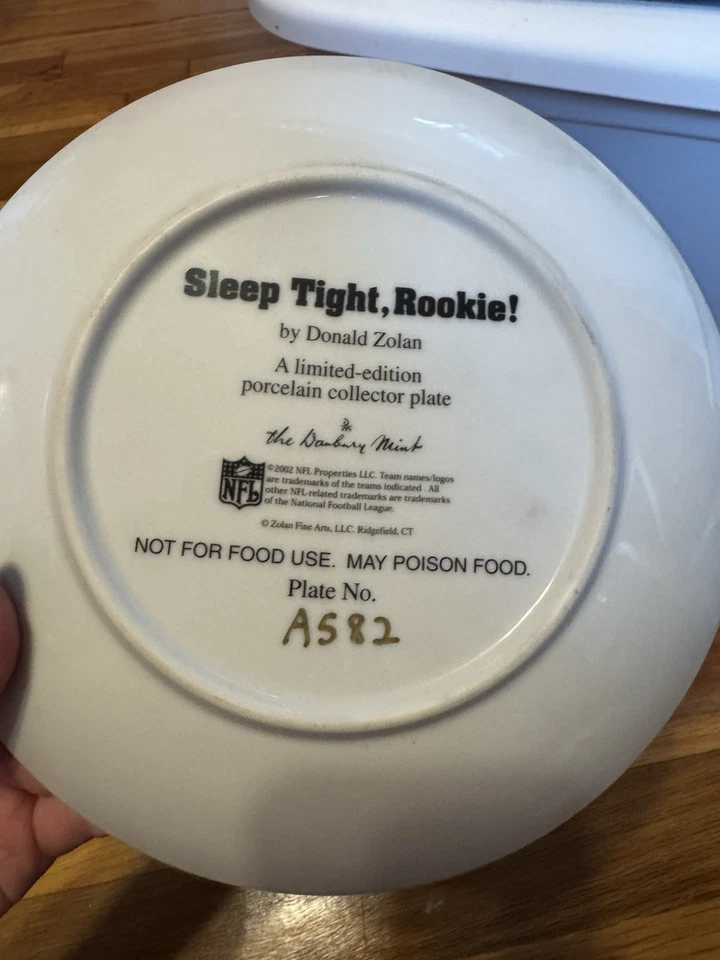 Sleep Tight, Rookie!
by Donald Zolan
A limited-edition
porcelain collector plate
DM
the Danbury Mint
NFL
©2002 NFL Properties LLC. Team names/logos
are trademarks of the teams indicated. All
other NFL-related trademarks are trademarks
of the National Football League.
© Zolan Fine Arts, LLC. Ridgefield, CT
NOT FOR FOOD USE. MAY POISON FOOD.
Plate No.
A582